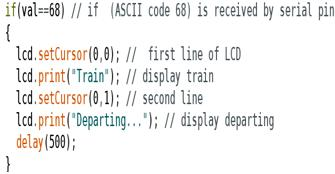 if(val==68) // if  (ASCII code 68) is received by serial pin
{
  lcd.setCursor(0,0); //  first line of LCD
  lcd.print("Train"); // display train
  lcd.setCursor(0,1); // second line
  lcd.print("Departing..."); // display departing
  delay(500);
}